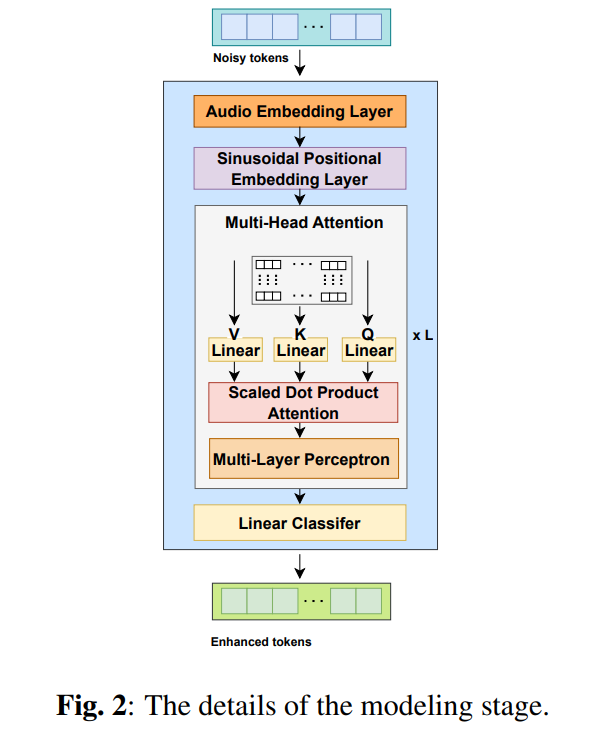 Noisy tokens
Audio Embedding Layer
Sinusoidal Positional
Embedding Layer
Multi-Head Attention
V K Q
x L
Linear Linear Linear
Scaled Dot Product
Attention
Multi-Layer Perceptron
Linear Classifer
Enhanced tokens
Fig. 2: The details of the modeling stage.